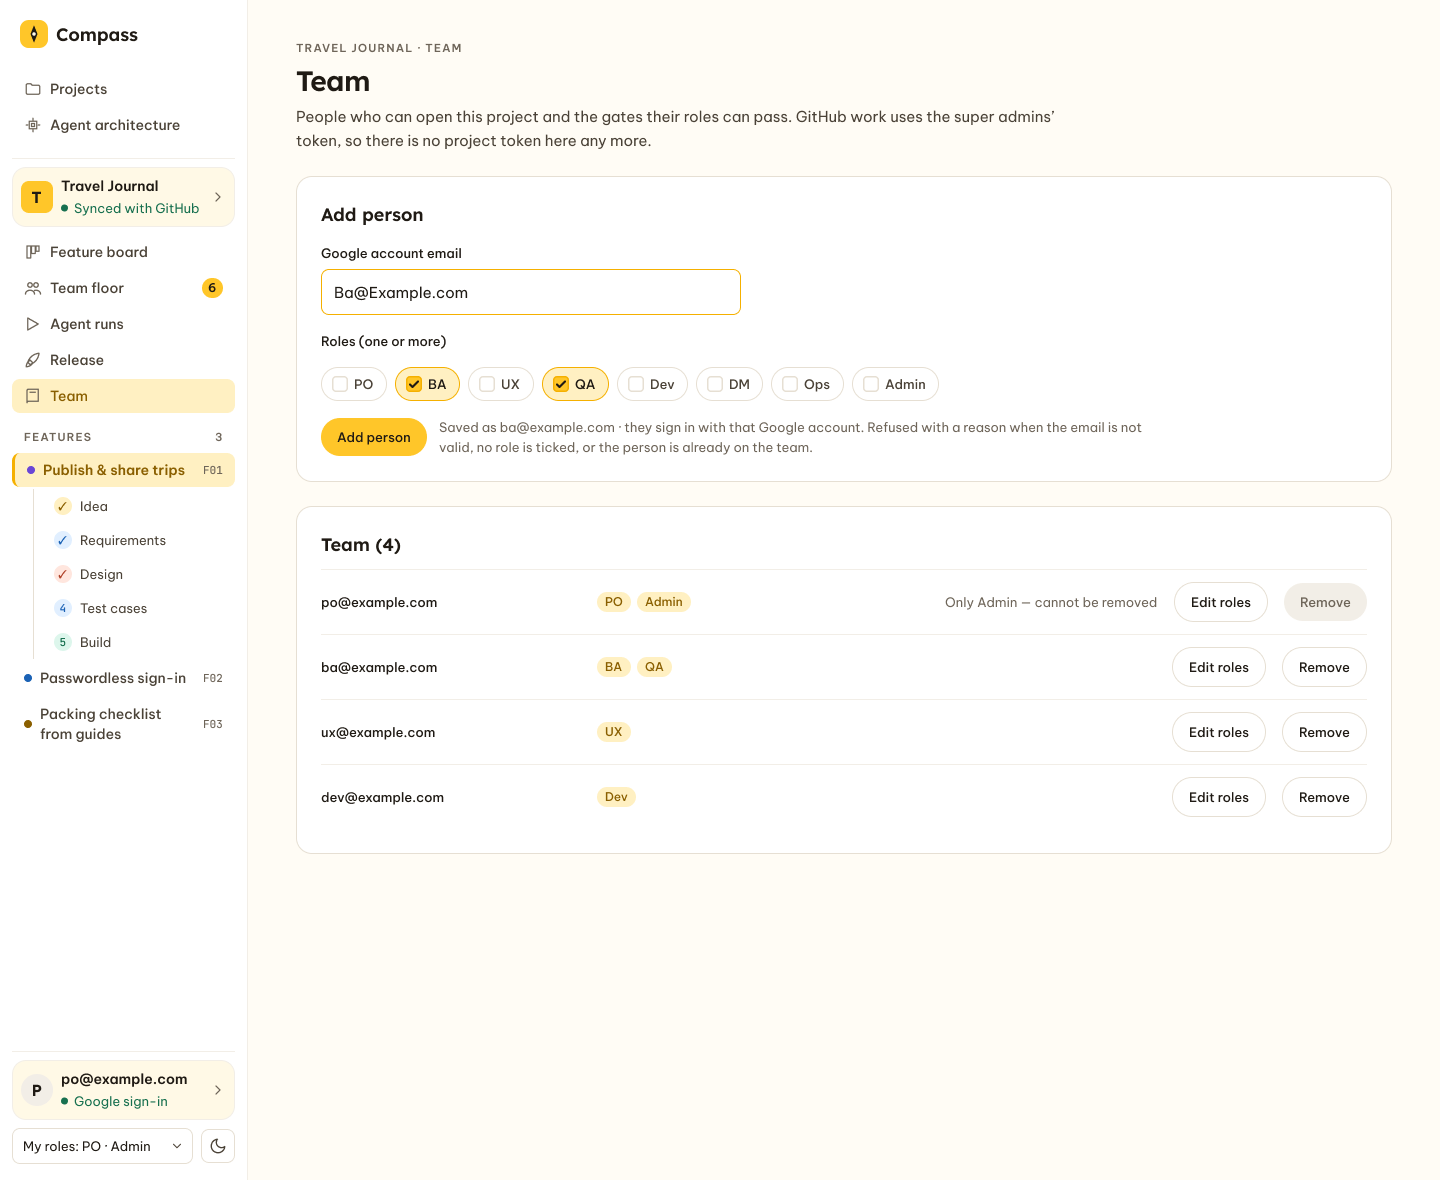 Compass
Projects
Agent architecture
T
Travel Journal
Synced with GitHub
Feature board
Team floor
6
Agent runs
Release
Team
FEATURES
3
Publish & share trips
F01
Idea
Requirements
Design
4
Test cases
5
Build
Passwordless sign-in
F02
Packing checklist
from guides
F03
P
po@example.com
Google sign-in
My roles: PO · Admin
TRAVEL JOURNAL · TEAM
Team
People who can open this project and the gates their roles can pass. GitHub work uses the super admins’
token, so there is no project token here any more.
Add person
Google account email
Ba@Example.com
Roles (one or more)
PO
BA
UX
QA
Dev
DM
Ops
Admin
Add person
Saved as ba@example.com · they sign in with that Google account. Refused with a reason when the email is not
valid, no role is ticked, or the person is already on the team.
Team (4)
po@example.com
PO
Admin
Only Admin — cannot be removed
Edit roles
Remove
ba@example.com
BA
QA
Edit roles
Remove
ux@example.com
UX
Edit roles
Remove
dev@example.com
Dev
Edit roles
Remove